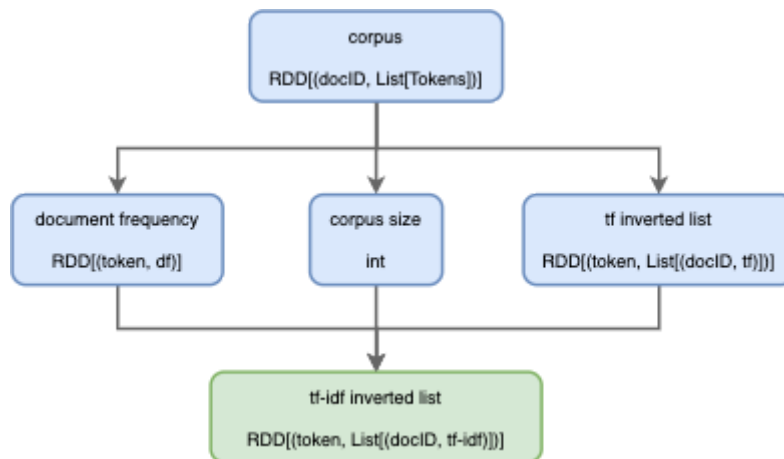 corpus
RDD[(docID, List[Tokens])]
document frequency
RDD[(token, df)]
corpus size
int
tf inverted list
RDD[(token, List[(docID, tf)])]
tf-idf inverted list
RDD[(token, List[(docID, tf-idf)])]